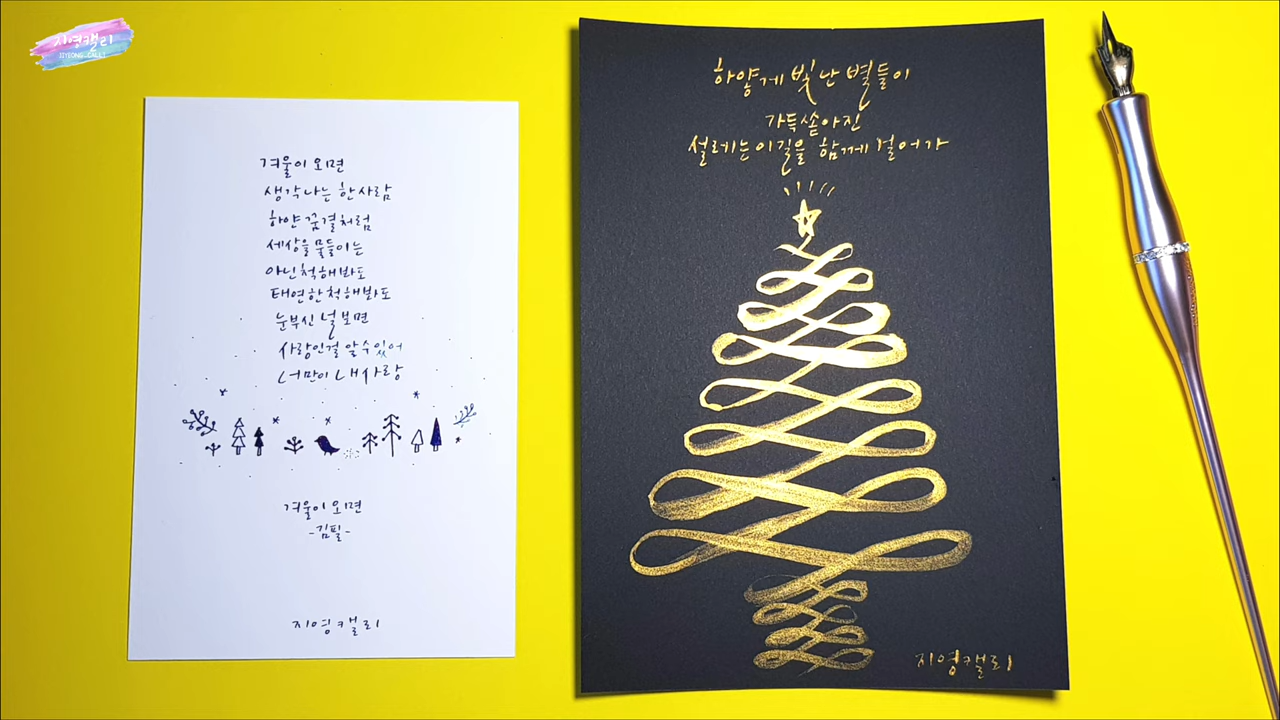 지영캘리
JIYEONG CALLI
겨울이 오면
생각나는 한사람
하얀 꿈결처럼
세상을 물들이는
아닌척해봐도
태연한척해봐도
눈부신 널 보면
사랑인걸 알 수 있어
너만이 내 사랑
겨울이 오면
-김필-
지영캘리
하얗게 빛난 별들이
가득 쏟아진
설레는 이 길을 함께 걸어가
지영캘리